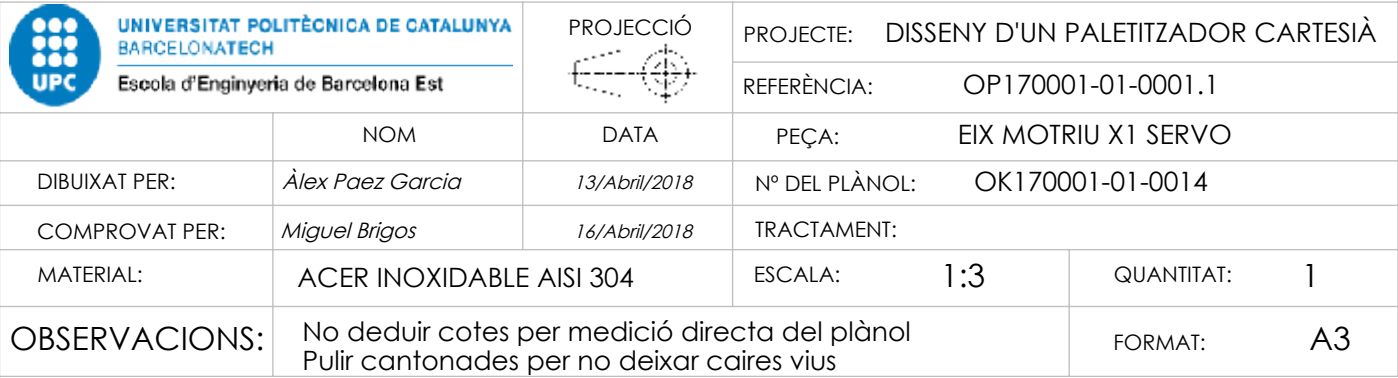 UPC
UNIVERSITAT POLITÈCNICA DE CATALUNYA
BARCELONATECH
Escola d'Enginyeria de Barcelona Est
PROJECCIÓ
PROJECTE: DISSENY D'UN PALETITZADOR CARTESIÀ
REFERÈNCIA: OP170001-01-0001.1
NOM DATA PEÇA: EIX MOTRIU X1 SERVO
DIBUIXAT PER: Àlex Paez Garcia 13/Abril/2018 Nº DEL PLÀNOL: OK170001-01-0014
COMPROVAT PER: Miguel Brigos 16/Abril/2018 TRACTAMENT:
MATERIAL: ACER INOXIDABLE AISI 304 ESCALA: 1:3 QUANTITAT: 1
OBSERVACIONS: No deduir cotes per medició directa del plànol
Pulir cantonades per no deixar caires vius
FORMAT: A3